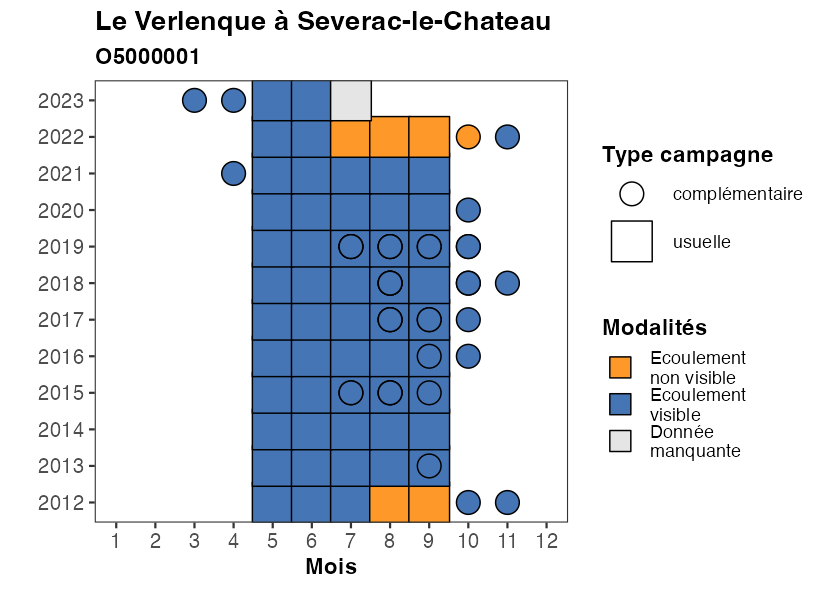 Le Verlenque à Severac-le-Chateau
O5000001
2023
2022
2021
2020
2019
2018
2017
2016
2015
2014
2013
2012
1 2 3 4 5 6 7 8 9 10 11 12
Mois
Type campagne
complémentaire
usuelle
Modalités
Ecoulement
non visible
Ecoulement
visible
Donnée
manquante